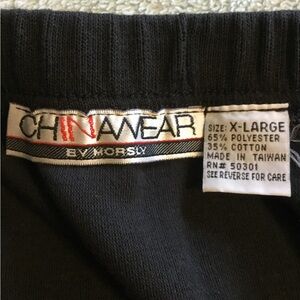 CHINAWEAR
BY MORSLY
SIZE: X-LARGE
65% POLYESTER
35% COTTON
MADE IN TAIWAN
RN# 50301
SEE REVERSE FOR CARE